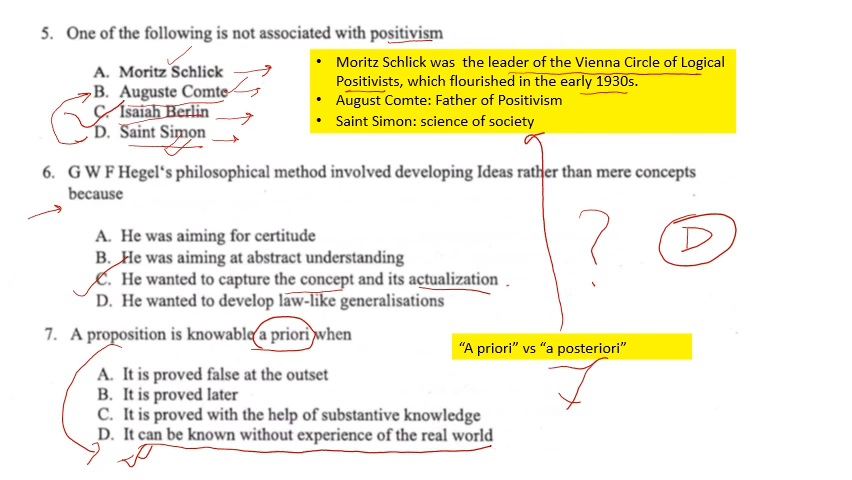 5. One of the following is not associated with positivism
A. Moritz Schlick
B. Auguste Comte
C. Isaiah Berlin
D. Saint Simon
• Moritz Schlick was the leader of the Vienna Circle of Logical
Positivists, which flourished in the early 1930s.
• August Comte: Father of Positivism
• Saint Simon: science of society
6. G W F Hegel's philosophical method involved developing Ideas rather than mere concepts
because
A. He was aiming for certitude
B. He was aiming at abstract understanding
C. He wanted to capture the concept and its actualization
D. He wanted to develop law-like generalisations
?
D
7. A proposition is knowable a priori when
"A priori" vs "a posteriori"
A. It is proved false at the outset
B. It is proved later
C. It is proved with the help of substantive knowledge
D. It can be known without experience of the real world